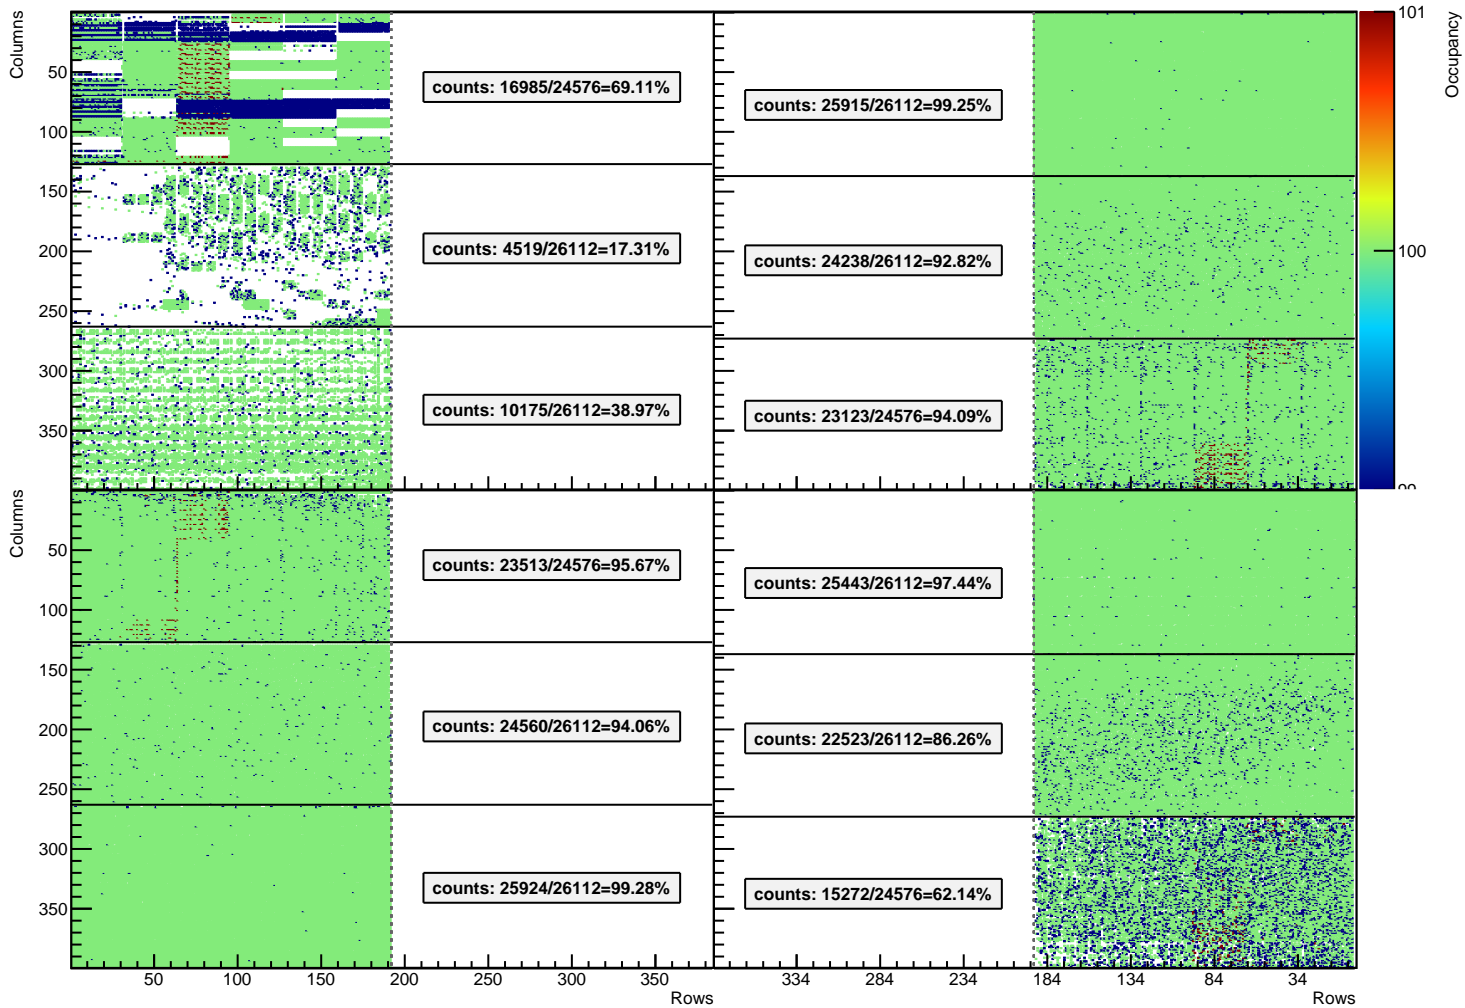 Columns
50
100
150
200
250
300
350
counts: 16985/24576=69.11%
counts: 4519/26112=17.31%
counts: 10175/26112=38.97%
counts: 25915/26112=99.25%
counts: 24238/26112=92.82%
counts: 23123/24576=94.09%
101
100
Occupancy
Columns
50
100
150
200
250
300
350
counts: 23513/24576=95.67%
counts: 24560/26112=94.06%
counts: 25924/26112=99.28%
counts: 25443/26112=97.44%
counts: 22523/26112=86.26%
counts: 15272/24576=62.14%
50 100 150 200 250 300 350
Rows
334 284 234 184 134 84 34
Rows